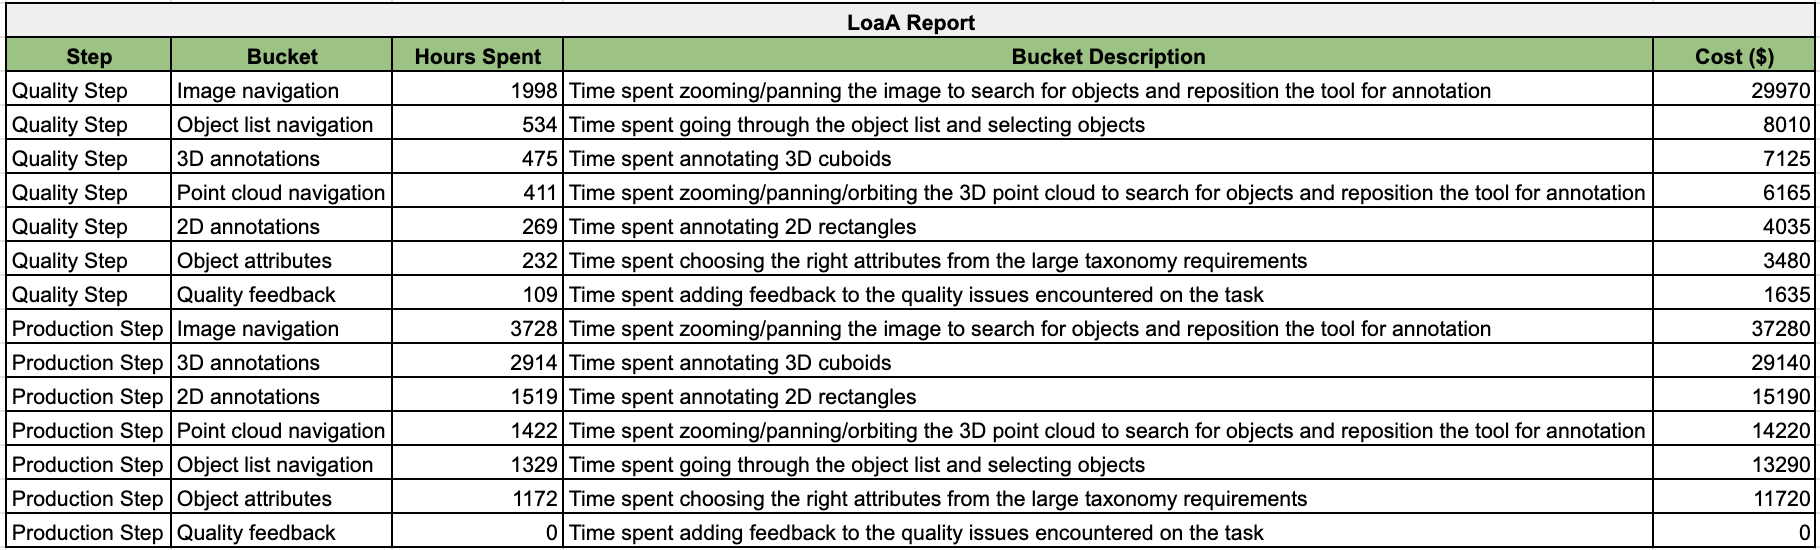 LoaA Report
Step Bucket Hours Spent Bucket Description Cost ($)
Quality Step Image navigation 1998 Time spent zooming/panning the image to search for objects and reposition the tool for annotation 29970
Quality Step Object list navigation 534 Time spent going through the object list and selecting objects 8010
Quality Step 3D annotations 475 Time spent annotating 3D cuboids 7125
Quality Step Point cloud navigation 411 Time spent zooming/panning/orbiting the 3D point cloud to search for objects and reposition the tool for annotation 6165
Quality Step 2D annotations 269 Time spent annotating 2D rectangles 4035
Quality Step Object attributes 232 Time spent choosing the right attributes from the large taxonomy requirements 3480
Quality Step Quality feedback 109 Time spent adding feedback to the quality issues encountered on the task 1635
Production Step Image navigation 3728 Time spent zooming/panning the image to search for objects and reposition the tool for annotation 37280
Production Step 3D annotations 2914 Time spent annotating 3D cuboids 29140
Production Step 2D annotations 1519 Time spent annotating 2D rectangles 15190
Production Step Point cloud navigation 1422 Time spent zooming/panning/orbiting the 3D point cloud to search for objects and reposition the tool for annotation 14220
Production Step Object list navigation 1329 Time spent going through the object list and selecting objects 13290
Production Step Object attributes 1172 Time spent choosing the right attributes from the large taxonomy requirements 11720
Production Step Quality feedback 0 Time spent adding feedback to the quality issues encountered on the task 0